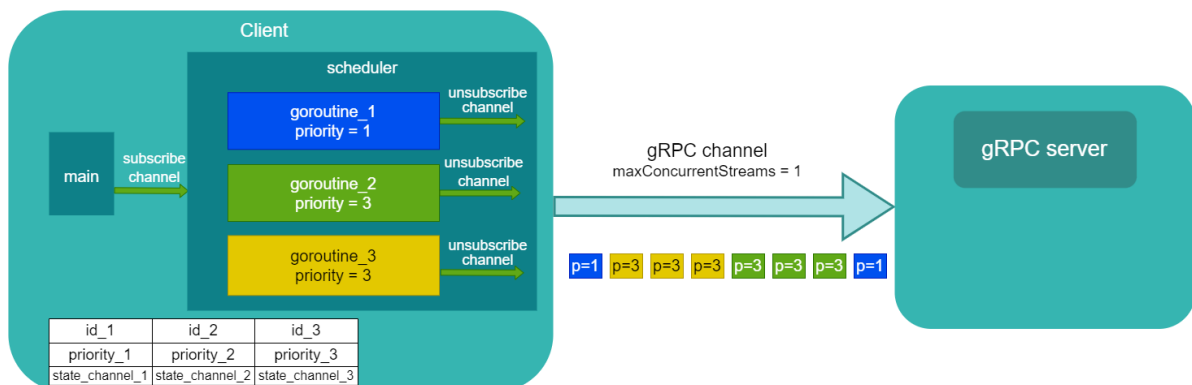 Client
scheduler
main
subscribe
channel
goroutine_1
priority = 1
unsubscribe
channel
goroutine_2
priority = 3
unsubscribe
channel
goroutine_3
priority = 3
unsubscribe
channel
id_1 id_2 id_3
priority_1 priority_2 priority_3
state_channel_1 state_channel_2 state_channel_3
gRPC channel
maxConcurrentStreams = 1
p=1 p=3 p=3 p=3 p=3 p=3 p=3 p=1
gRPC server